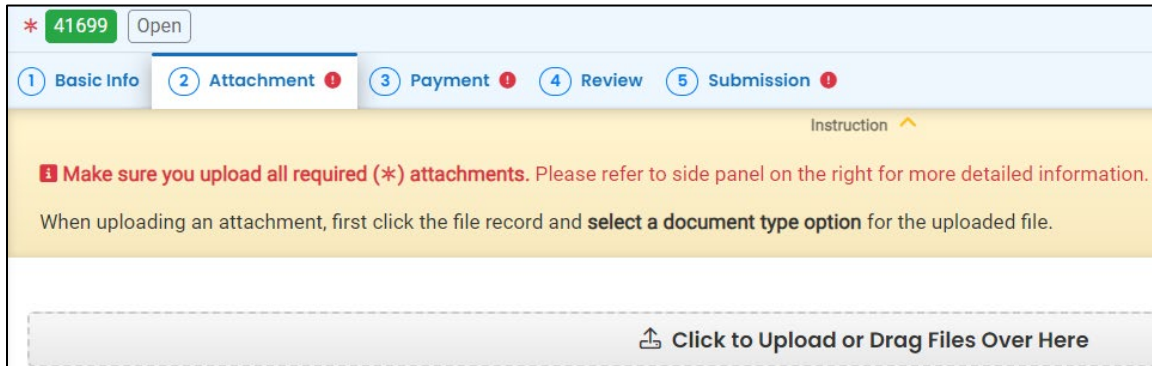 * 41699 Open
1 Basic Info 2 Attachment ! 3 Payment ! 4 Review 5 Submission !
Instruction
Make sure you upload all required (*) attachments. Please refer to side panel on the right for more detailed information.
When uploading an attachment, first click the file record and select a document type option for the uploaded file.
Click to Upload or Drag Files Over Here